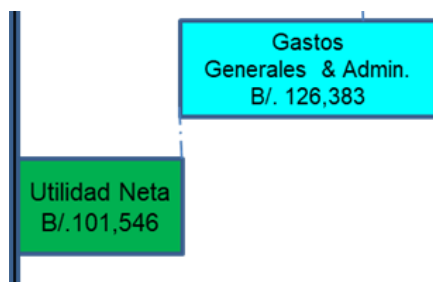 Gastos
Generales & Admin.
B/. 126,383
Utilidad Neta
B/.101,546